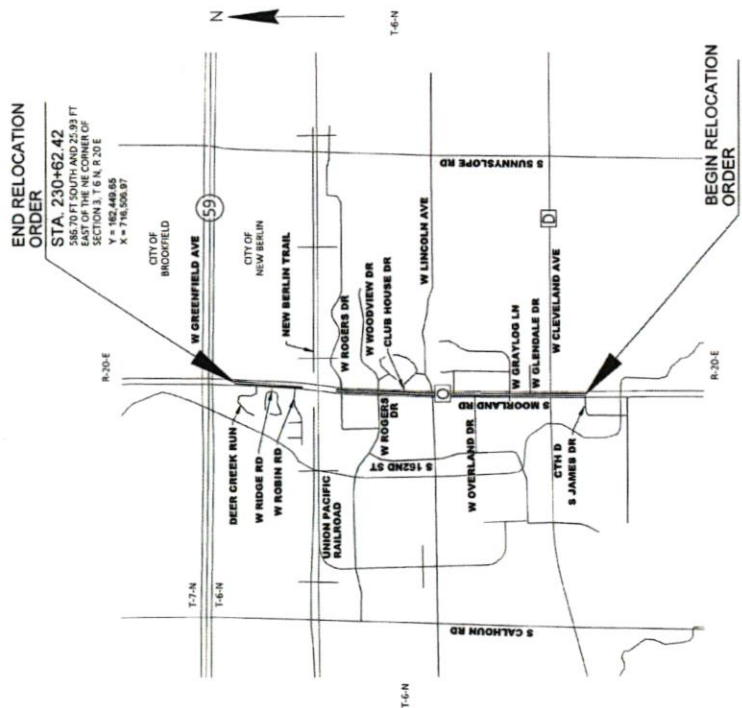 END RELOCATION
ORDER
STA. 230+62.42
586.70 FT SOUTH AND 25.93 FT
EAST OF THE NE CORNER OF
SECTION 3, T 6 N, R 20 E
Y = 182,449.65
X = 716,506.97
N
T-6-N
R-20-E
W GREENFIELD AVE
59
CITY OF
BROOKFIELD
CITY OF
NEW BERLIN
T-7-N
T-6-N
DEER CREEK RUN
W RIDGE RD
W ROBIN RD
NEW BERLIN TRAIL
UNION PACIFIC
RAILROAD
W ROGERS DR
W WOODVIEW DR
CLUB HOUSE DR
W ROGERS
DR
S 162ND ST
W LINCOLN AVE
O
S MOORLAND RD
S SUNNYSLOPE RD
S CALHOUN RD
W OVERLAND DR
W GRAYLOG LN
W GLENDALE DR
W CLEVELAND AVE
D
CTH D
S JAMES DR
T-6-N
R-20-E
BEGIN RELOCATION
ORDER